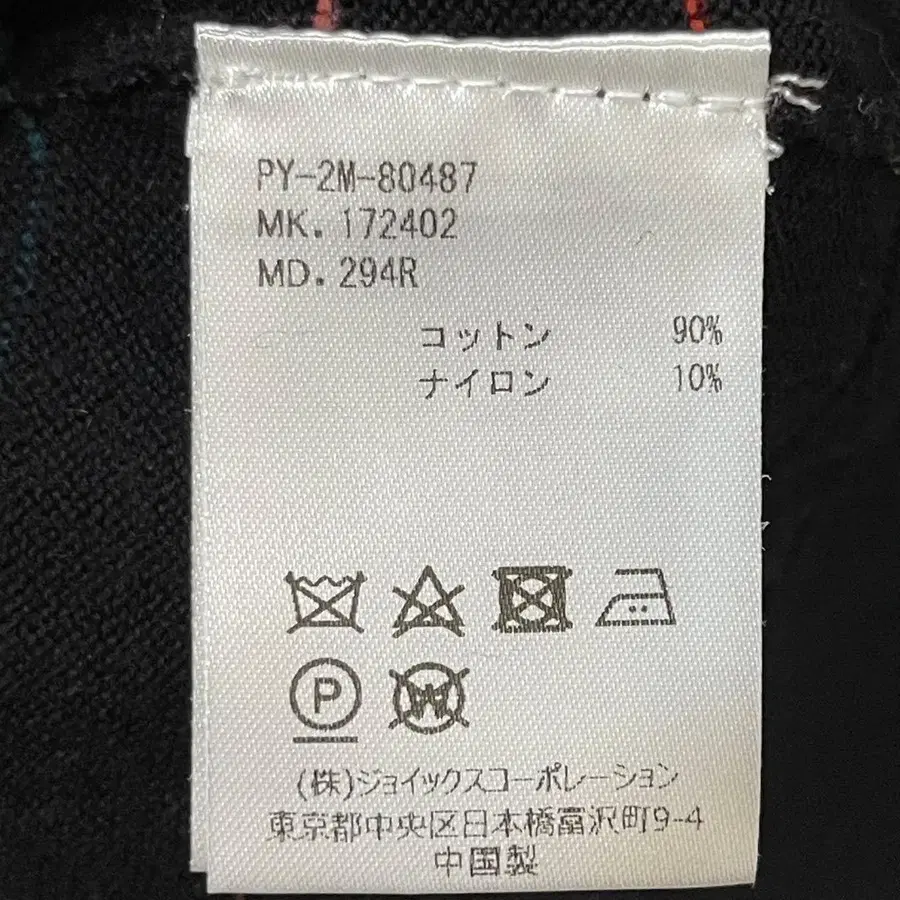 PY-2M-80487
MK. 172402
MD. 294R
コットン 90%
ナイロン 10%
P
W
(株)ジョイックスコーポレーション
東京都中央区日本橋富沢町9-4
中国製